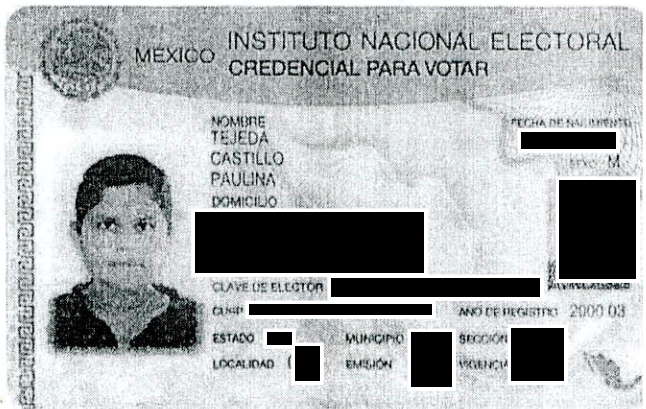 MEXICO
INSTITUTO NACIONAL ELECTORAL
CREDENCIAL PARA VOTAR
NOMBRE
TEJEDA
CASTILLO
PAULINA
FECHA DE NACIMIENTO
SEXO M
DOMICILIO
CLAVE DE ELECTOR
CURP
AÑO DE REGISTRO 2000 03
ESTADO
MUNICIPIO
SECCIÓN
LOCALIDAD
EMISIÓN
VIGENCIA